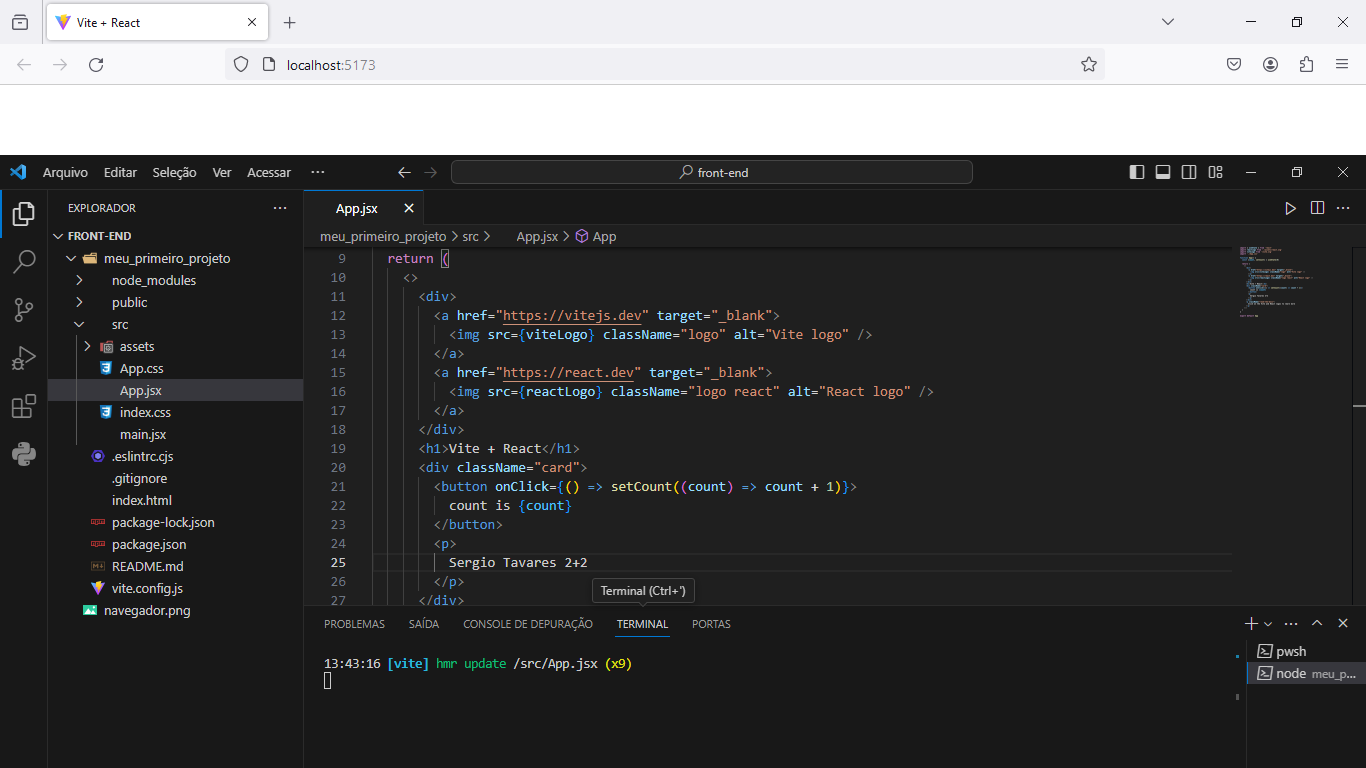 Vite + React
localhost:5173
Arquivo Editar Seleção Ver Acessar ··· front-end
EXPLORADOR ···
FRONT-END
meu_primeiro_projeto
node_modules
public
src
assets
App.css
App.jsx
index.css
main.jsx
.eslintrc.cjs
.gitignore
index.html
package-lock.json
package.json
README.md
vite.config.js
navegador.png
App.jsx
meu_primeiro_projeto > src > App.jsx > App
9 return (
10 <>
11 <div>
12 <a href="https://vitejs.dev" target="_blank">
13 <img src={viteLogo} className="logo" alt="Vite logo" />
14 </a>
15 <a href="https://react.dev" target="_blank">
16 <img src={reactLogo} className="logo react" alt="React logo" />
17 </a>
18 </div>
19 <h1>Vite + React</h1>
20 <div className="card">
21 <button onClick={() => setCount((count) => count + 1)}>
22 count is {count}
23 </button>
24 <p>
25 Sergio Tavares 2+2
26 </p>
27 </div>
Terminal (Ctrl+')
PROBLEMAS SAÍDA CONSOLE DE DEPURAÇÃO TERMINAL PORTAS
13:43:16 [vite] hmr update /src/App.jsx (x9)
pwsh
node meu_p...